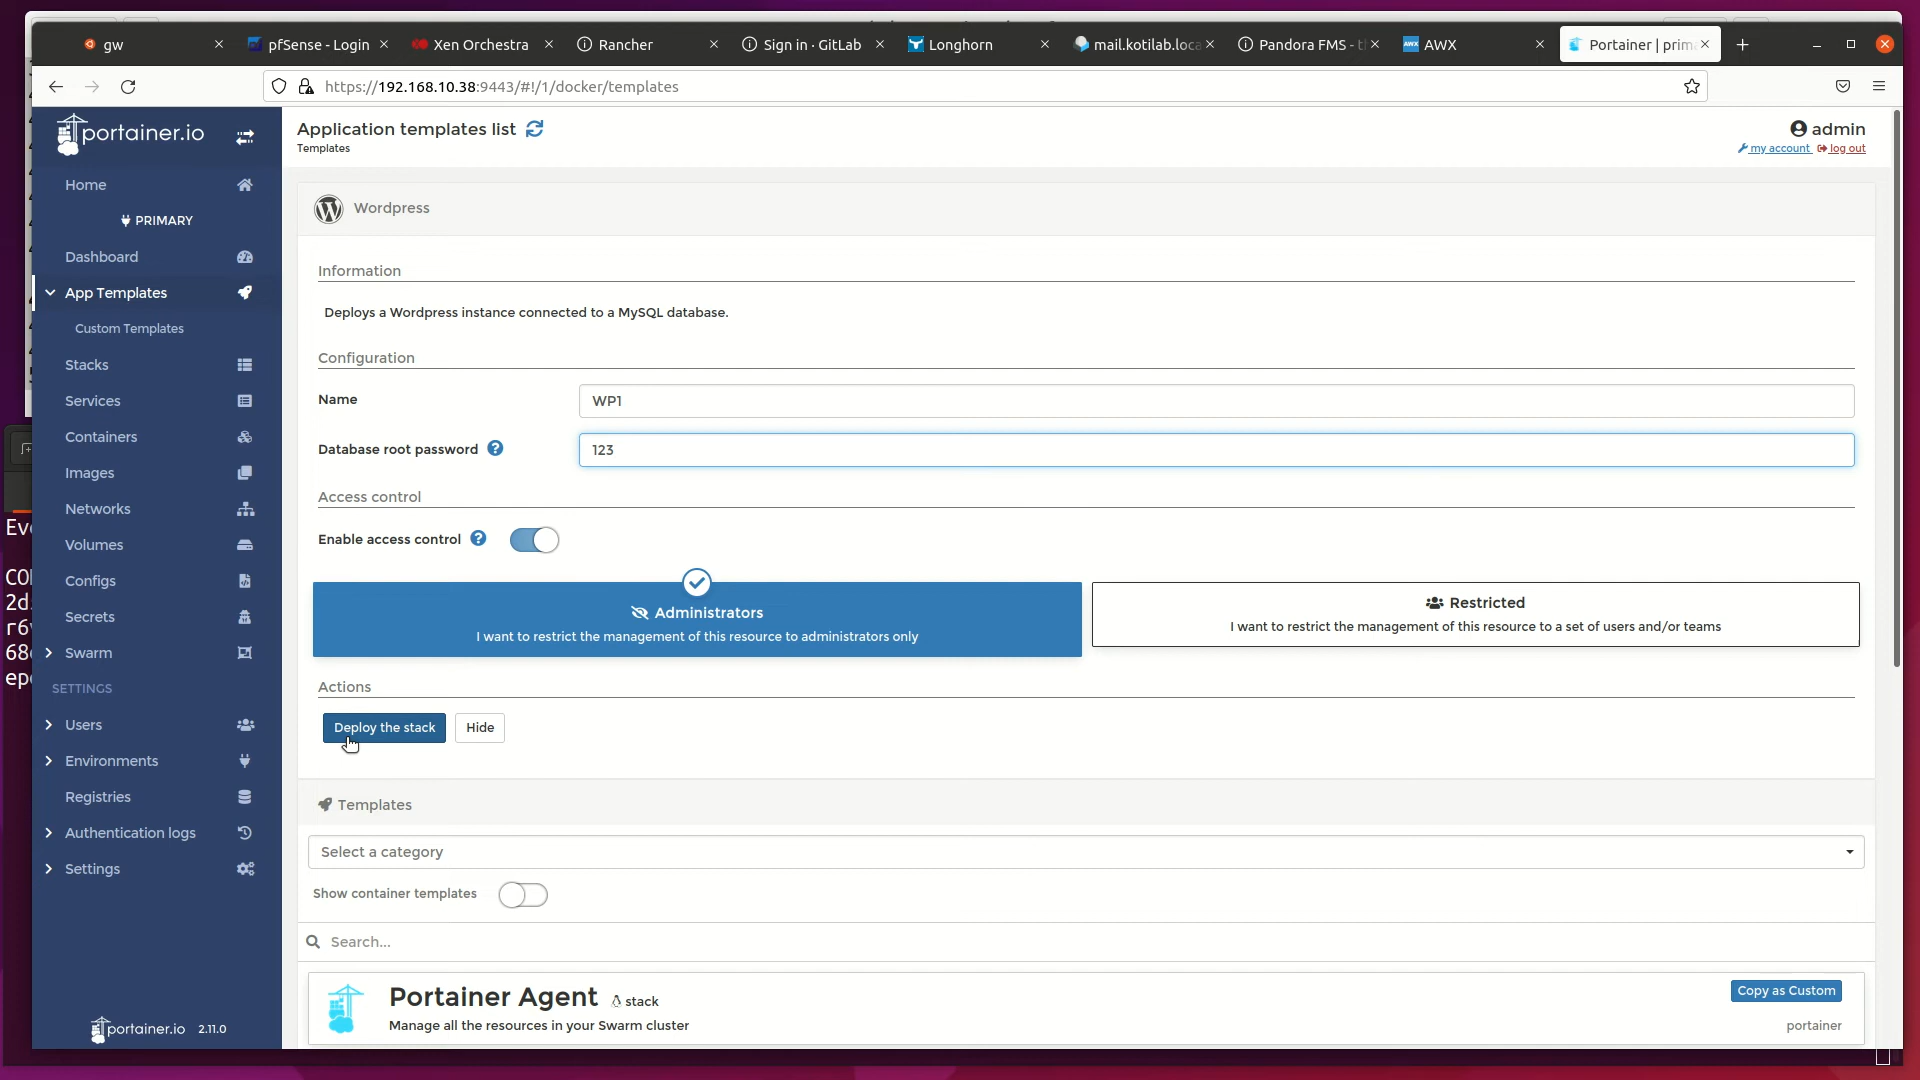 gw
pfSense - Login
Xen Orchestra
Rancher
Sign in · GitLab
Longhorn
mail.kotilab.loca
Pandora FMS - t
AWX
Portainer | prim
https://192.168.10.38:9443/#!/1/docker/templates
portainer.io
Home
PRIMARY
Dashboard
App Templates
Custom Templates
Stacks
Services
Containers
Images
Networks
Volumes
Configs
Secrets
Swarm
SETTINGS
Users
Environments
Registries
Authentication logs
Settings
portainer.io 2.11.0
Application templates list
Templates
admin
my account log out
Wordpress
Information
Deploys a Wordpress instance connected to a MySQL database.
Configuration
Name WP1
Database root password 123
Access control
Enable access control
Administrators
I want to restrict the management of this resource to administrators only
Restricted
I want to restrict the management of this resource to a set of users and/or teams
Actions
Deploy the stack Hide
Templates
Select a category
Show container templates
Search...
Portainer Agent stack
Copy as Custom
Manage all the resources in your Swarm cluster
portainer